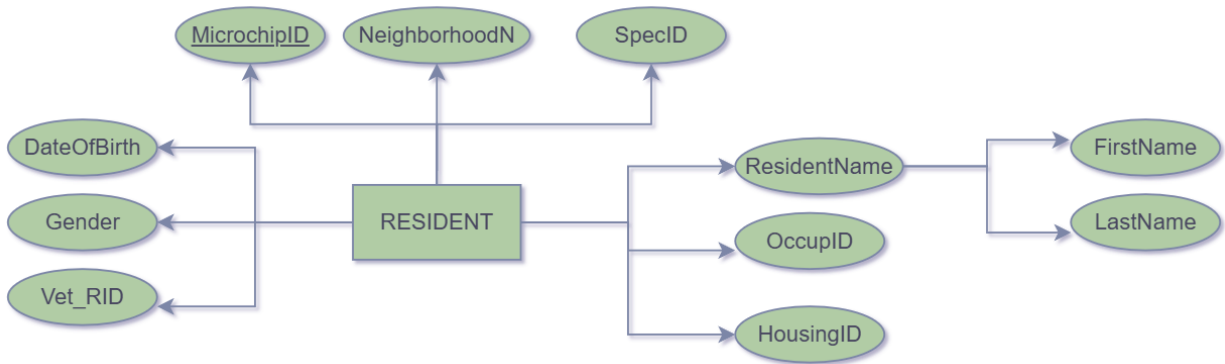 MicrochipID
NeighborhoodN
SpecID
DateOfBirth
ResidentName
FirstName
Gender
RESIDENT
OccupID
LastName
Vet_RID
HousingID